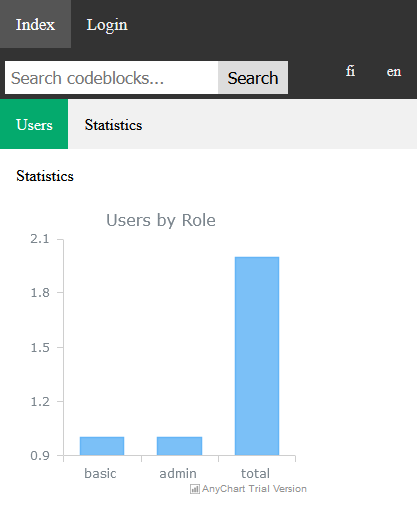 Index Login
Search codeblocks... Search fi en
Users Statistics
Statistics
Users by Role
2.1
1.8
1.5
1.2
0.9
basic admin total
AnyChart Trial Version